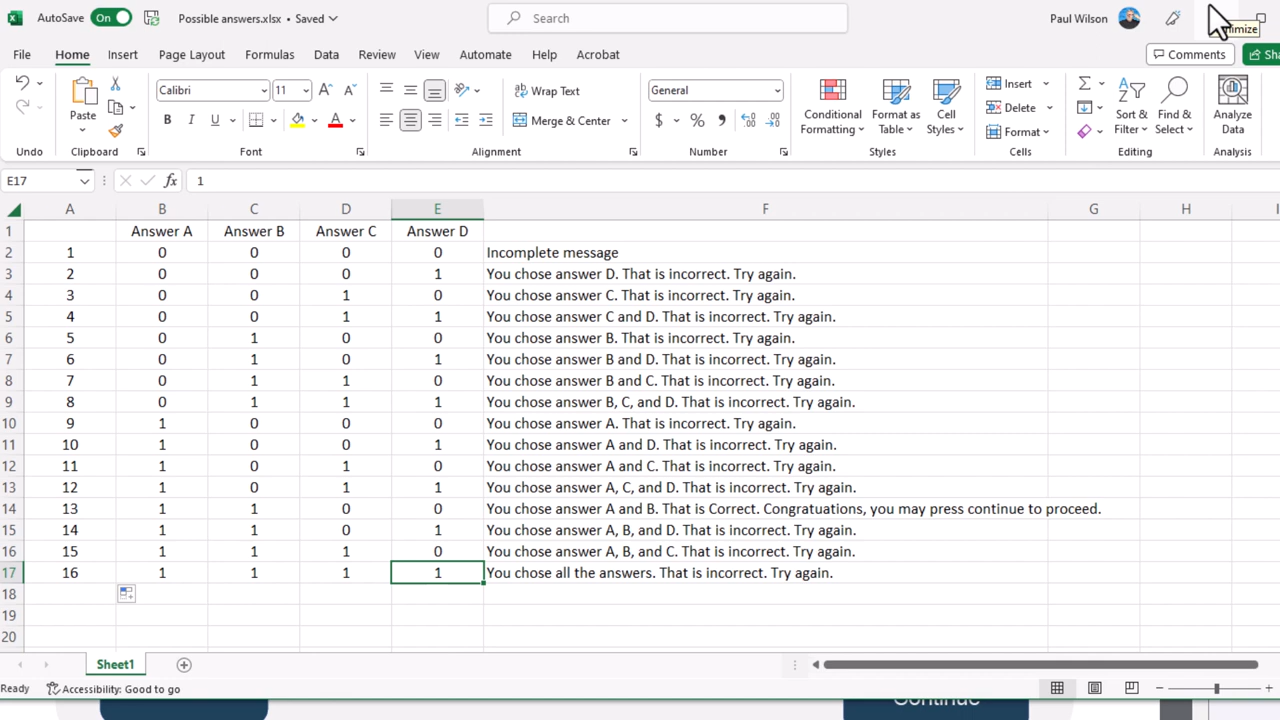 AutoSave On Possible answers.xlsx • Saved Search Paul Wilson
File Home Insert Page Layout Formulas Data Review View Automate Help Acrobat Comments
Calibri 11 Wrap Text General Insert
Paste B I U A Merge & Center $ % Conditional Formatting Format as Table Cell Styles Delete Format Sort & Filter Find & Select Analyze Data
Undo Clipboard Font Alignment Number Styles Cells Editing Analysis
E17 fx 1
A B C D E F G H I
1 Answer A Answer B Answer C Answer D
2 1 0 0 0 0 Incomplete message
3 2 0 0 0 1 You chose answer D. That is incorrect. Try again.
4 3 0 0 1 0 You chose answer C. That is incorrect. Try again.
5 4 0 0 1 1 You chose answer C and D. That is incorrect. Try again.
6 5 0 1 0 0 You chose answer B. That is incorrect. Try again.
7 6 0 1 0 1 You chose answer B and D. That is incorrect. Try again.
8 7 0 1 1 0 You chose answer B and C. That is incorrect. Try again.
9 8 0 1 1 1 You chose answer B, C, and D. That is incorrect. Try again.
10 9 1 0 0 0 You chose answer A. That is incorrect. Try again.
11 10 1 0 0 1 You chose answer A and D. That is incorrect. Try again.
12 11 1 0 1 0 You chose answer A and C. That is incorrect. Try again.
13 12 1 0 1 1 You chose answer A, C, and D. That is incorrect. Try again.
14 13 1 1 0 0 You chose answer A and B. That is Correct. Congratuations, you may press continue to proceed.
15 14 1 1 0 1 You chose answer A, B, and D. That is incorrect. Try again.
16 15 1 1 1 0 You chose answer A, B, and C. That is incorrect. Try again.
17 16 1 1 1 1 You chose all the answers. That is incorrect. Try again.
18
19
20
Sheet1
Ready Accessibility: Good to go
Continue